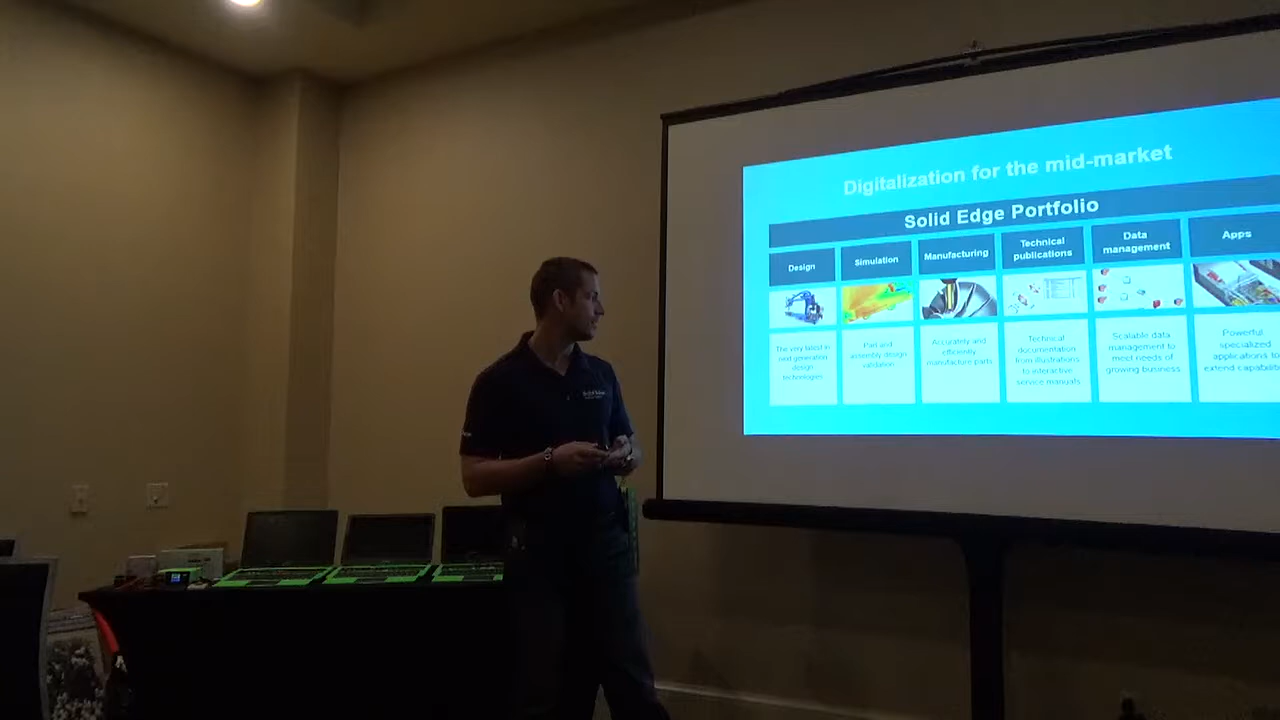 Digitalization for the mid-market
Solid Edge Portfolio
Design
Simulation
Manufacturing
Technical
publications
Data
management
Apps
The very latest in
next generation
design
technologies
Part and
assembly design
validation
Accurately and
efficiently
manufacture parts
Technical
documentation
from illustrations
to interactive
service manuals
Scalable data
management to
meet needs of
growing business
Powerful
specialized
applications to
extend